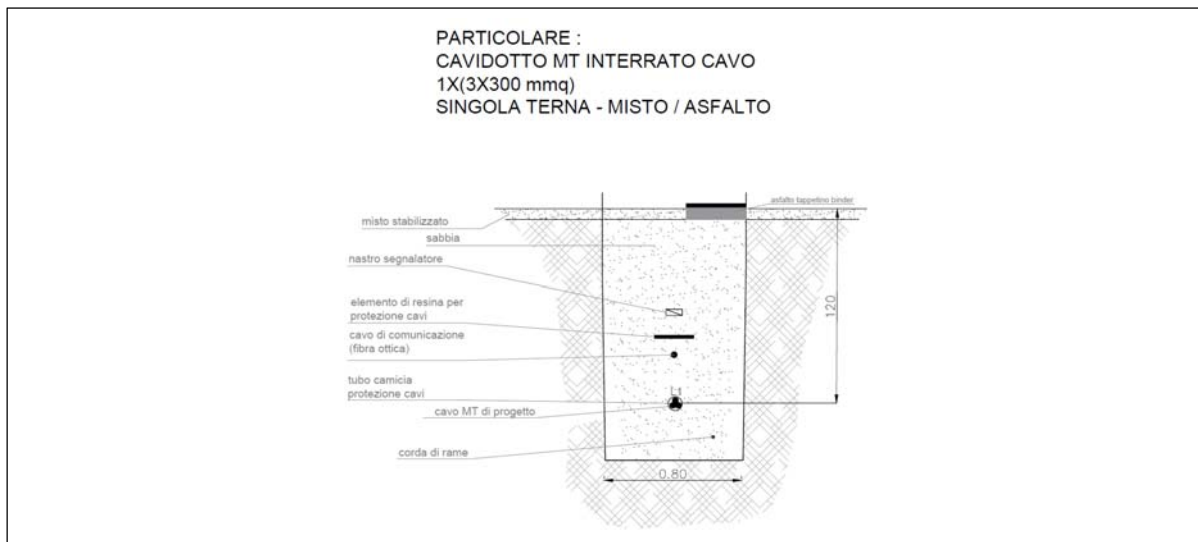 PARTICOLARE :
CAVIDOTTO MT INTERRATO CAVO
1X(3X300 mmq)
SINGOLA TERNA - MISTO / ASFALTO
asfalto tappetino binder
misto stabilizzato
sabbia
nastro segnalatore
elemento di resina per
protezione cavi
cavo di comunicazione
(fibra ottica)
tubo camicia
protezione cavi
cavo MT di progetto
corda di rame
120
L1
0.80